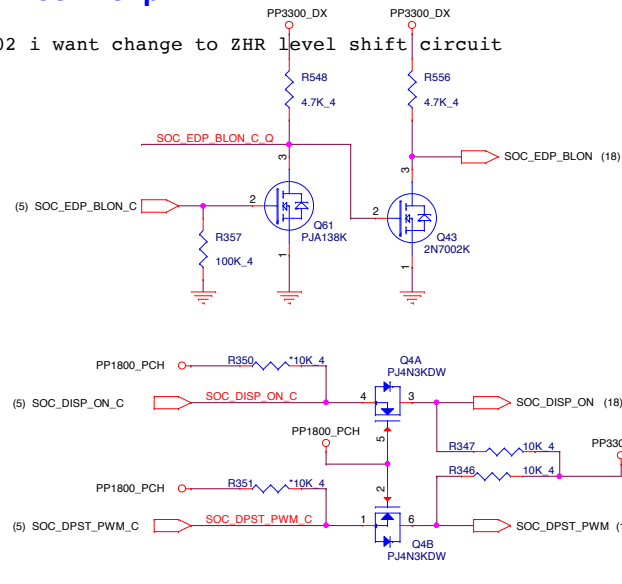 PP3300_DX PP3300_DX
02 i want change to ZHR level shift circuit
R548 R556
4.7K_4 4.7K_4
SOC_EDP_BLON_C_Q
3 3 SOC_EDP_BLON (18)
(5) SOC_EDP_BLON_C 2 2
R357 Q61 Q43
PJA138K 2N7002K
100K_4 1 1
PP1800_PCH R350 *10K_4 Q4A
PJ4N3KDW
(5) SOC_DISP_ON_C SOC_DISP_ON_C 4 3 SOC_DISP_ON (18)
PP1800_PCH 5 R347 10K_4 PP330
R346 10K_4
PP1800_PCH R351 *10K_4 2
(5) SOC_DPST_PWM_C SOC_DPST_PWM_C 1 6 SOC_DPST_PWM (1
Q4B
PJ4N3KDW